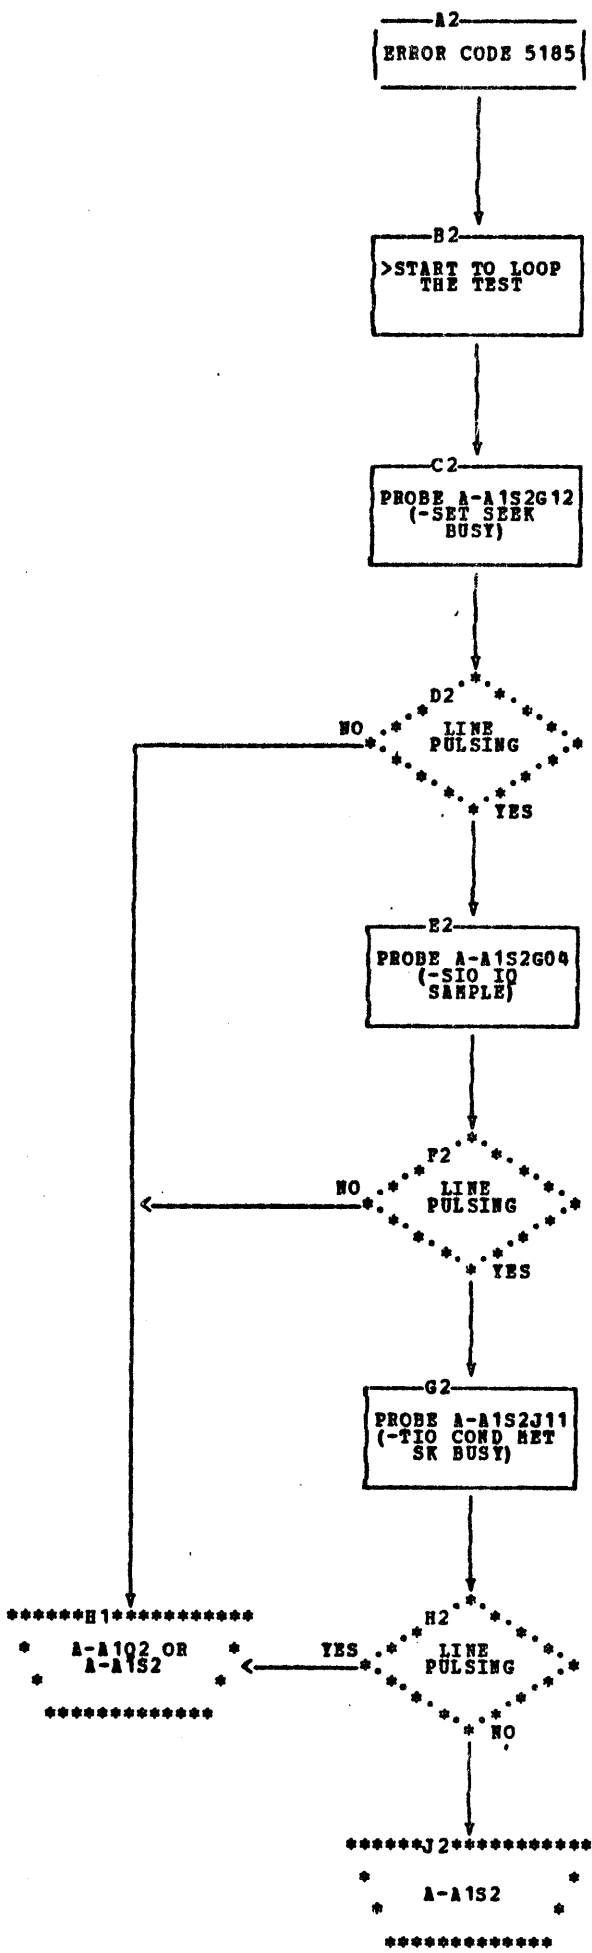 A2
ERROR CODE 5185
B2
>START TO LOOP
THE TEST
C2
PROBE A-A1S2G12
(-SET SEEK
BUSY)
D2
NO
LINE
PULSING
YES
E2
PROBE A-A1S2G04
(-SIO IQ
SAMPLE)
F2
NO
LINE
PULSING
YES
G2
PROBE A-A1S2J11
(-TIO COND MET
SK BUSY)
H1
A-A1Q2 OR
A-A1S2
H2
YES
LINE
PULSING
NO
J2
A-A1S2